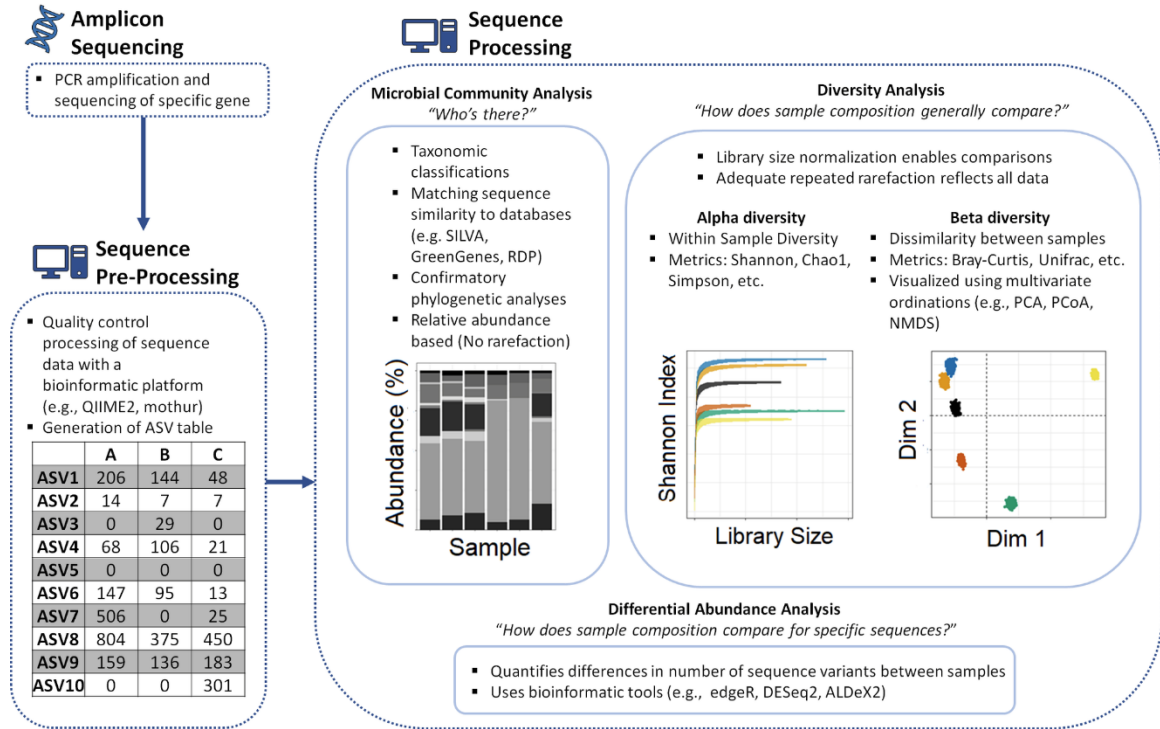 Amplicon
Sequencing
▪ PCR amplification and
sequencing of specific gene
Sequence
Pre-Processing
▪ Quality control
processing of sequence
data with a
bioinformatic platform
(e.g., QIIME2, mothur)
▪ Generation of ASV table
A B C
ASV1 206 144 48
ASV2 14 7 7
ASV3 0 29 0
ASV4 68 106 21
ASV5 0 0 0
ASV6 147 95 13
ASV7 506 0 25
ASV8 804 375 450
ASV9 159 136 183
ASV10 0 0 301
Sequence
Processing
Microbial Community Analysis
"Who's there?"
▪ Taxonomic
classifications
▪ Matching sequence
similarity to databases
(e.g. SILVA,
GreenGenes, RDP)
▪ Confirmatory
phylogenetic analyses
▪ Relative abundance
based (No rarefaction)
Abundance (%)
Sample
Diversity Analysis
"How does sample composition generally compare?"
▪ Library size normalization enables comparisons
▪ Adequate repeated rarefaction reflects all data
Alpha diversity
▪ Within Sample Diversity
▪ Metrics: Shannon, Chao1,
Simpson, etc.
Shannon Index
Library Size
Beta diversity
▪ Dissimilarity between samples
▪ Metrics: Bray-Curtis, Unifrac, etc.
▪ Visualized using multivariate
ordinations (e.g., PCA, PCoA,
NMDS)
Dim 2
Dim 1
Differential Abundance Analysis
"How does sample composition compare for specific sequences?"
▪ Quantifies differences in number of sequence variants between samples
▪ Uses bioinformatic tools (e.g., edgeR, DESeq2, ALDeX2)